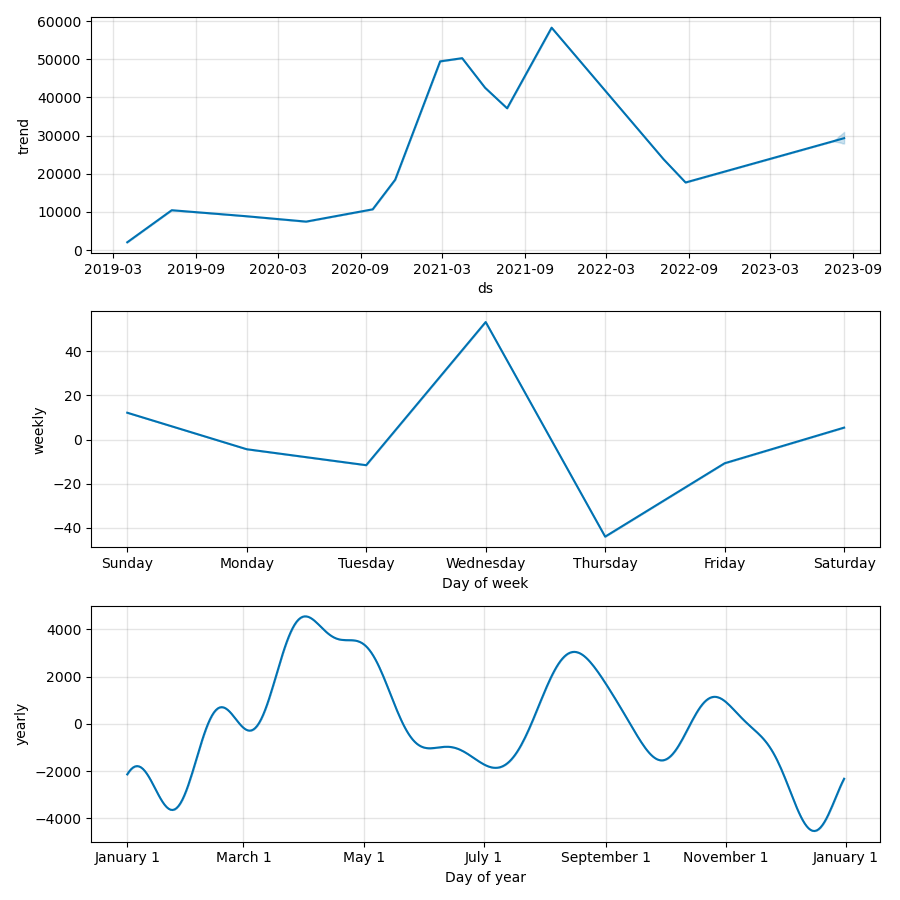 60000
50000
40000
30000
20000
10000
0
trend
2019-03 2019-09 2020-03 2020-09 2021-03 2021-09 2022-03 2022-09 2023-03 2023-09
ds
40
20
0
−20
−40
weekly
Sunday Monday Tuesday Wednesday Thursday Friday Saturday
Day of week
4000
2000
0
−2000
−4000
yearly
January 1 March 1 May 1 July 1 September 1 November 1 January 1
Day of year